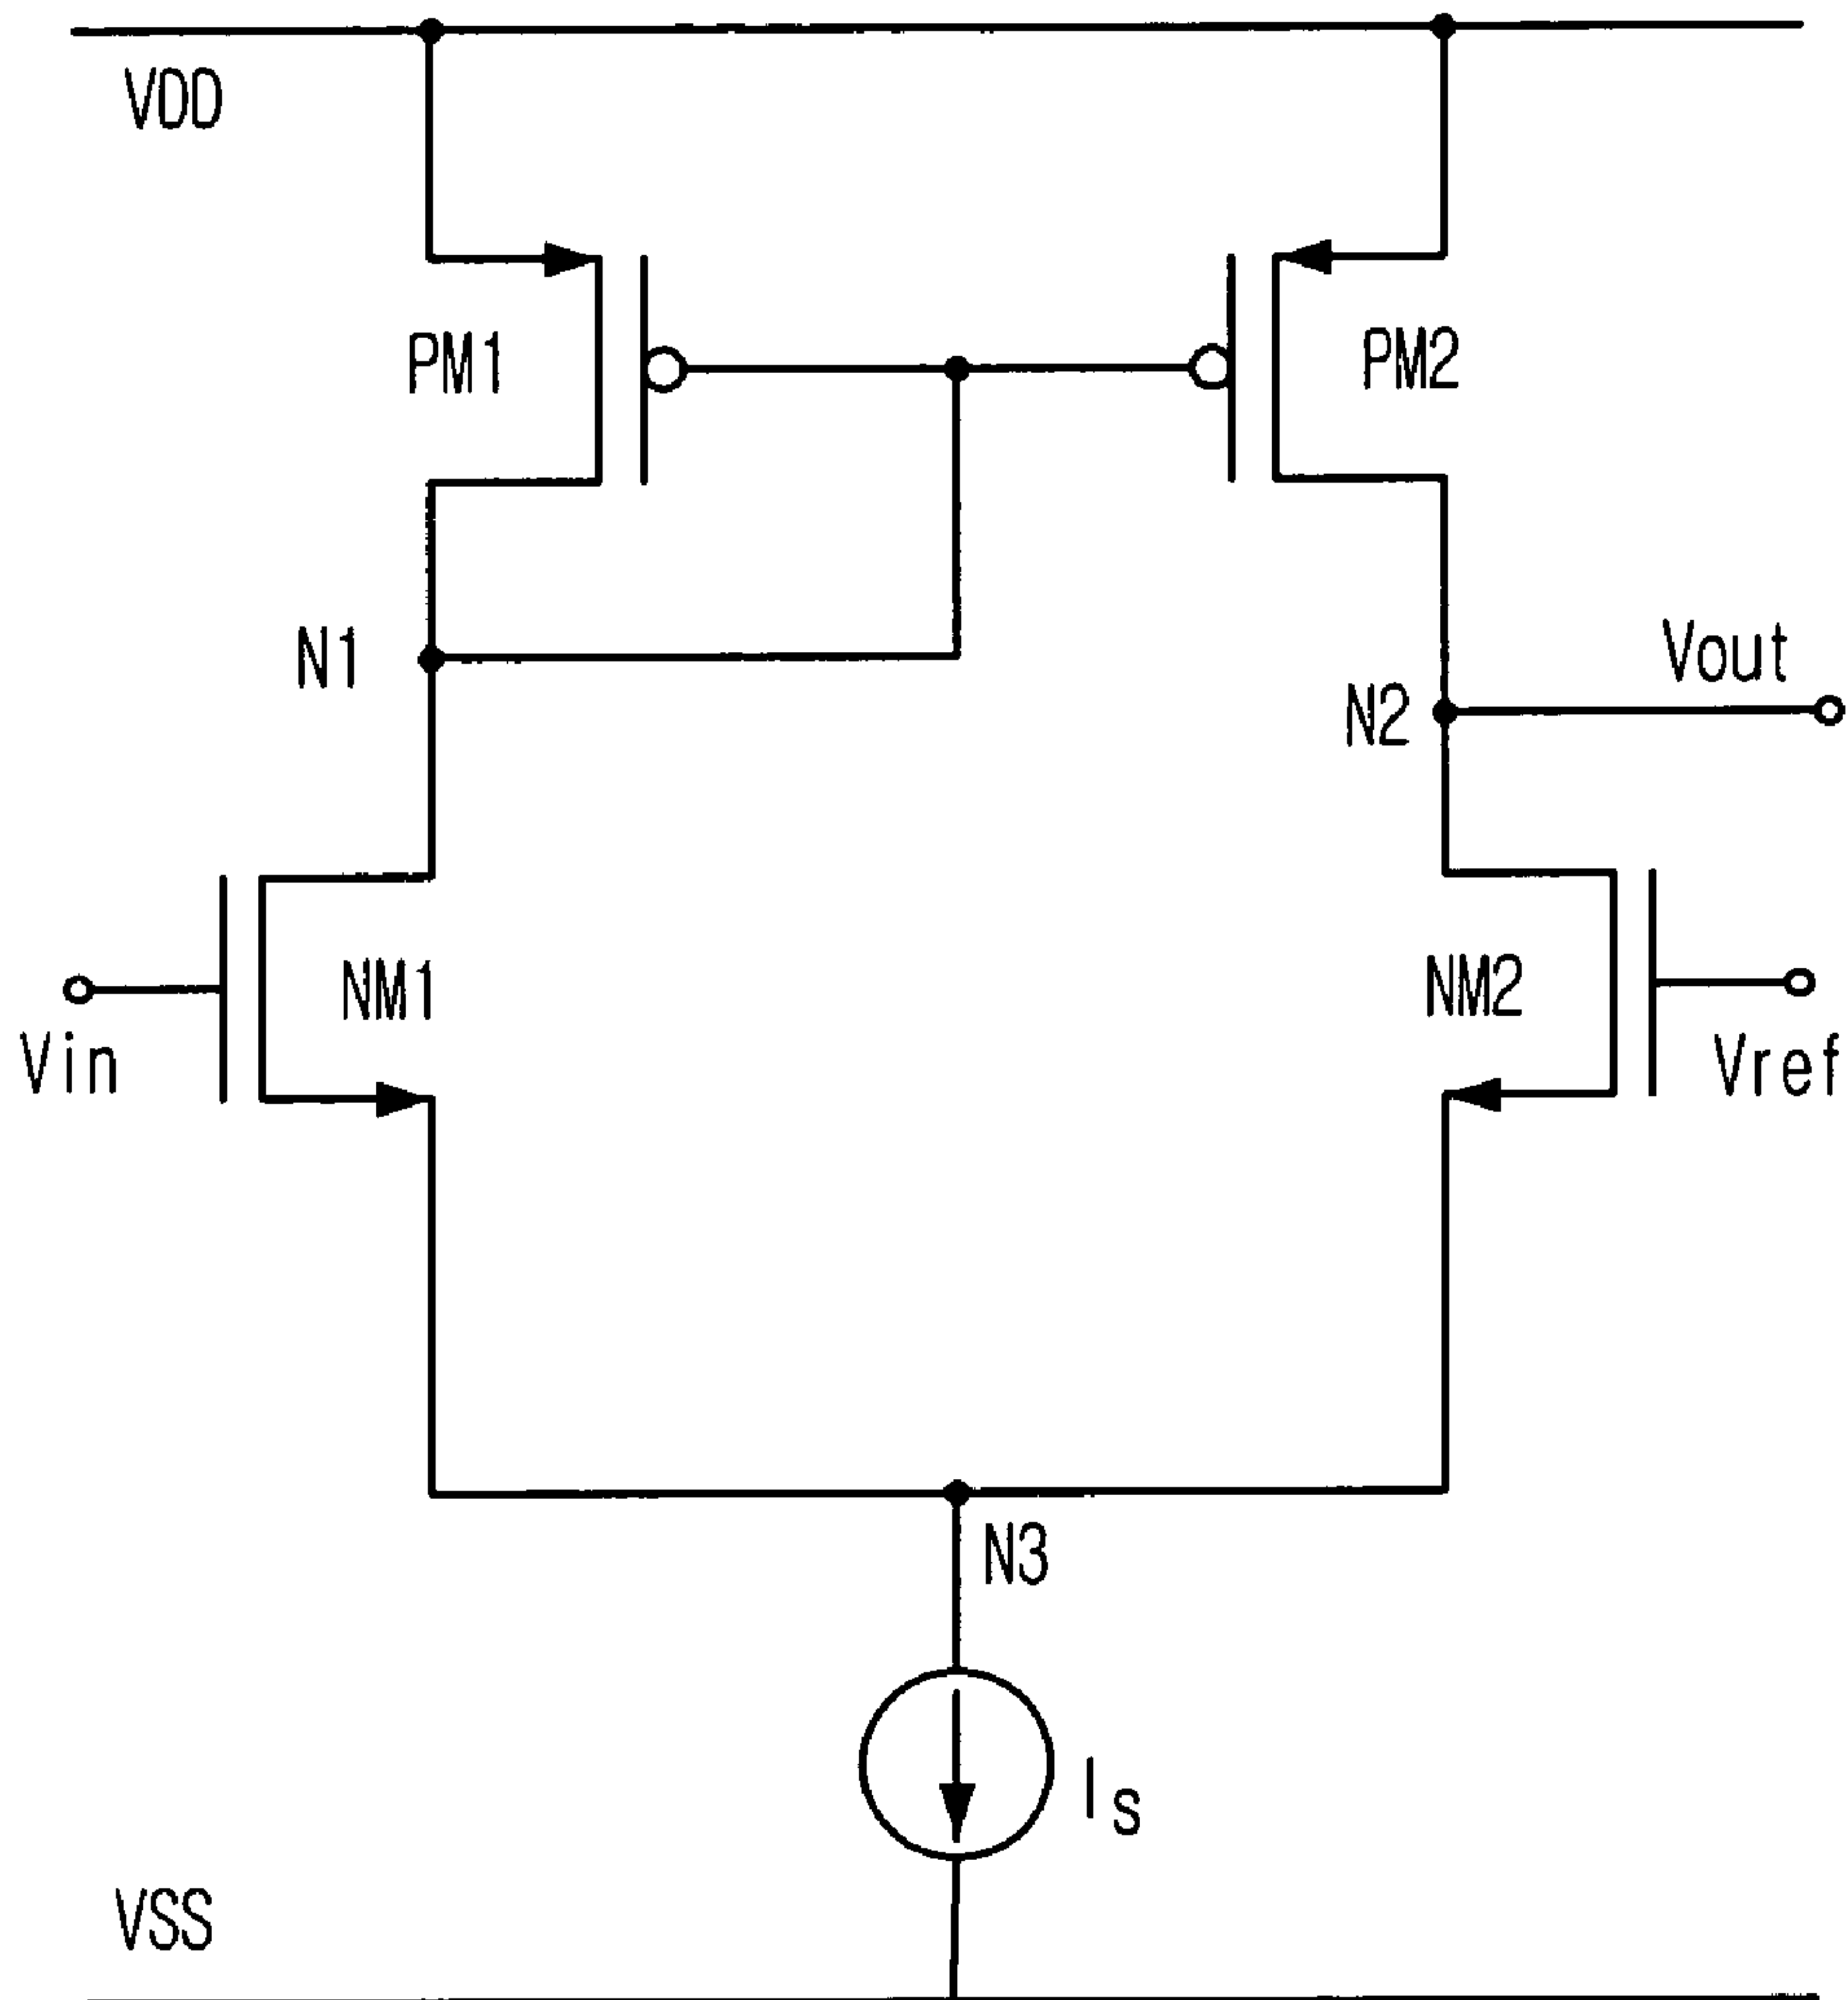 VDD
PM1
PM2
N1
Vout
N2
NM1
NM2
Vin
Vref
N3
Is
VSS